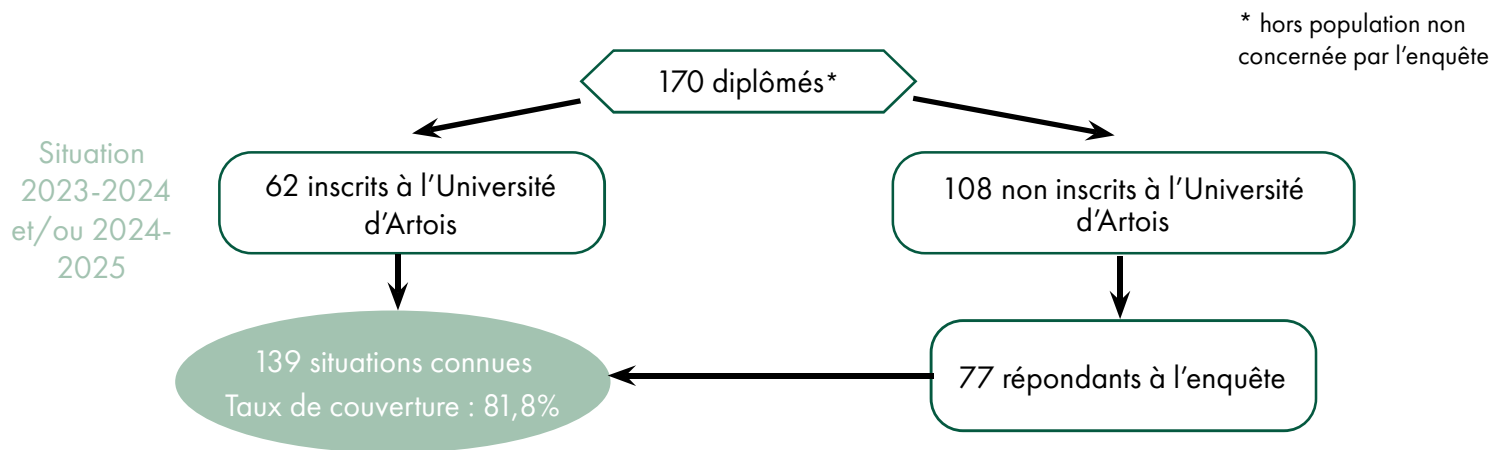 * hors population non
concernée par l'enquête
170 diplômés*
Situation
2023-2024
et/ou 2024-
2025
62 inscrits à l'Université
d'Artois
108 non inscrits à l'Université
d'Artois
139 situations connues
Taux de couverture : 81,8%
77 répondants à l'enquête